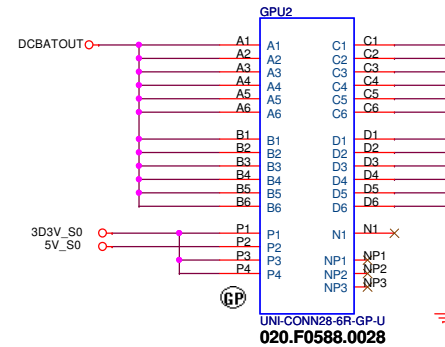 GPU2
DCBATOUT
A1 A1 C1 C1
A2 A2 C2 C2
A3 A3 C3 C3
A4 A4 C4 C4
A5 A5 C5 C5
A6 A6 C6 C6
B1 B1 D1 D1
B2 B2 D2 D2
B3 B3 D3 D3
B4 B4 D4 D4
B5 B5 D5 D5
B6 B6 D6 D6
3D3V_S0 P1 P1 N1 N1
5V_S0 P2 P2
P3 P3 NP1 NP1
P4 P4 NP2 NP2
NP3 NP3
GP
UNI-CONN28-6R-GP-U
020.F0588.0028